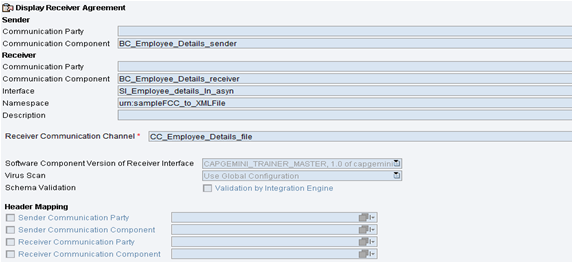 Display Receiver Agreement
Sender
Communication Party
Communication Component BC_Employee_Details_sender
Receiver
Communication Party
Communication Component BC_Employee_Details_receiver
Interface SI_Employee_details_In_asyn
Namespace urn:sampleFCC_to_XMLFile
Description
Receiver Communication Channel * CC_Employee_Details_file
Software Component Version of Receiver Interface CAPGEMINI_TRAINER_MASTER, 1.0 of capgemini
Virus Scan Use Global Configuration
Schema Validation Validation by Integration Engine
Header Mapping
Sender Communication Party
Sender Communication Component
Receiver Communication Party
Receiver Communication Component